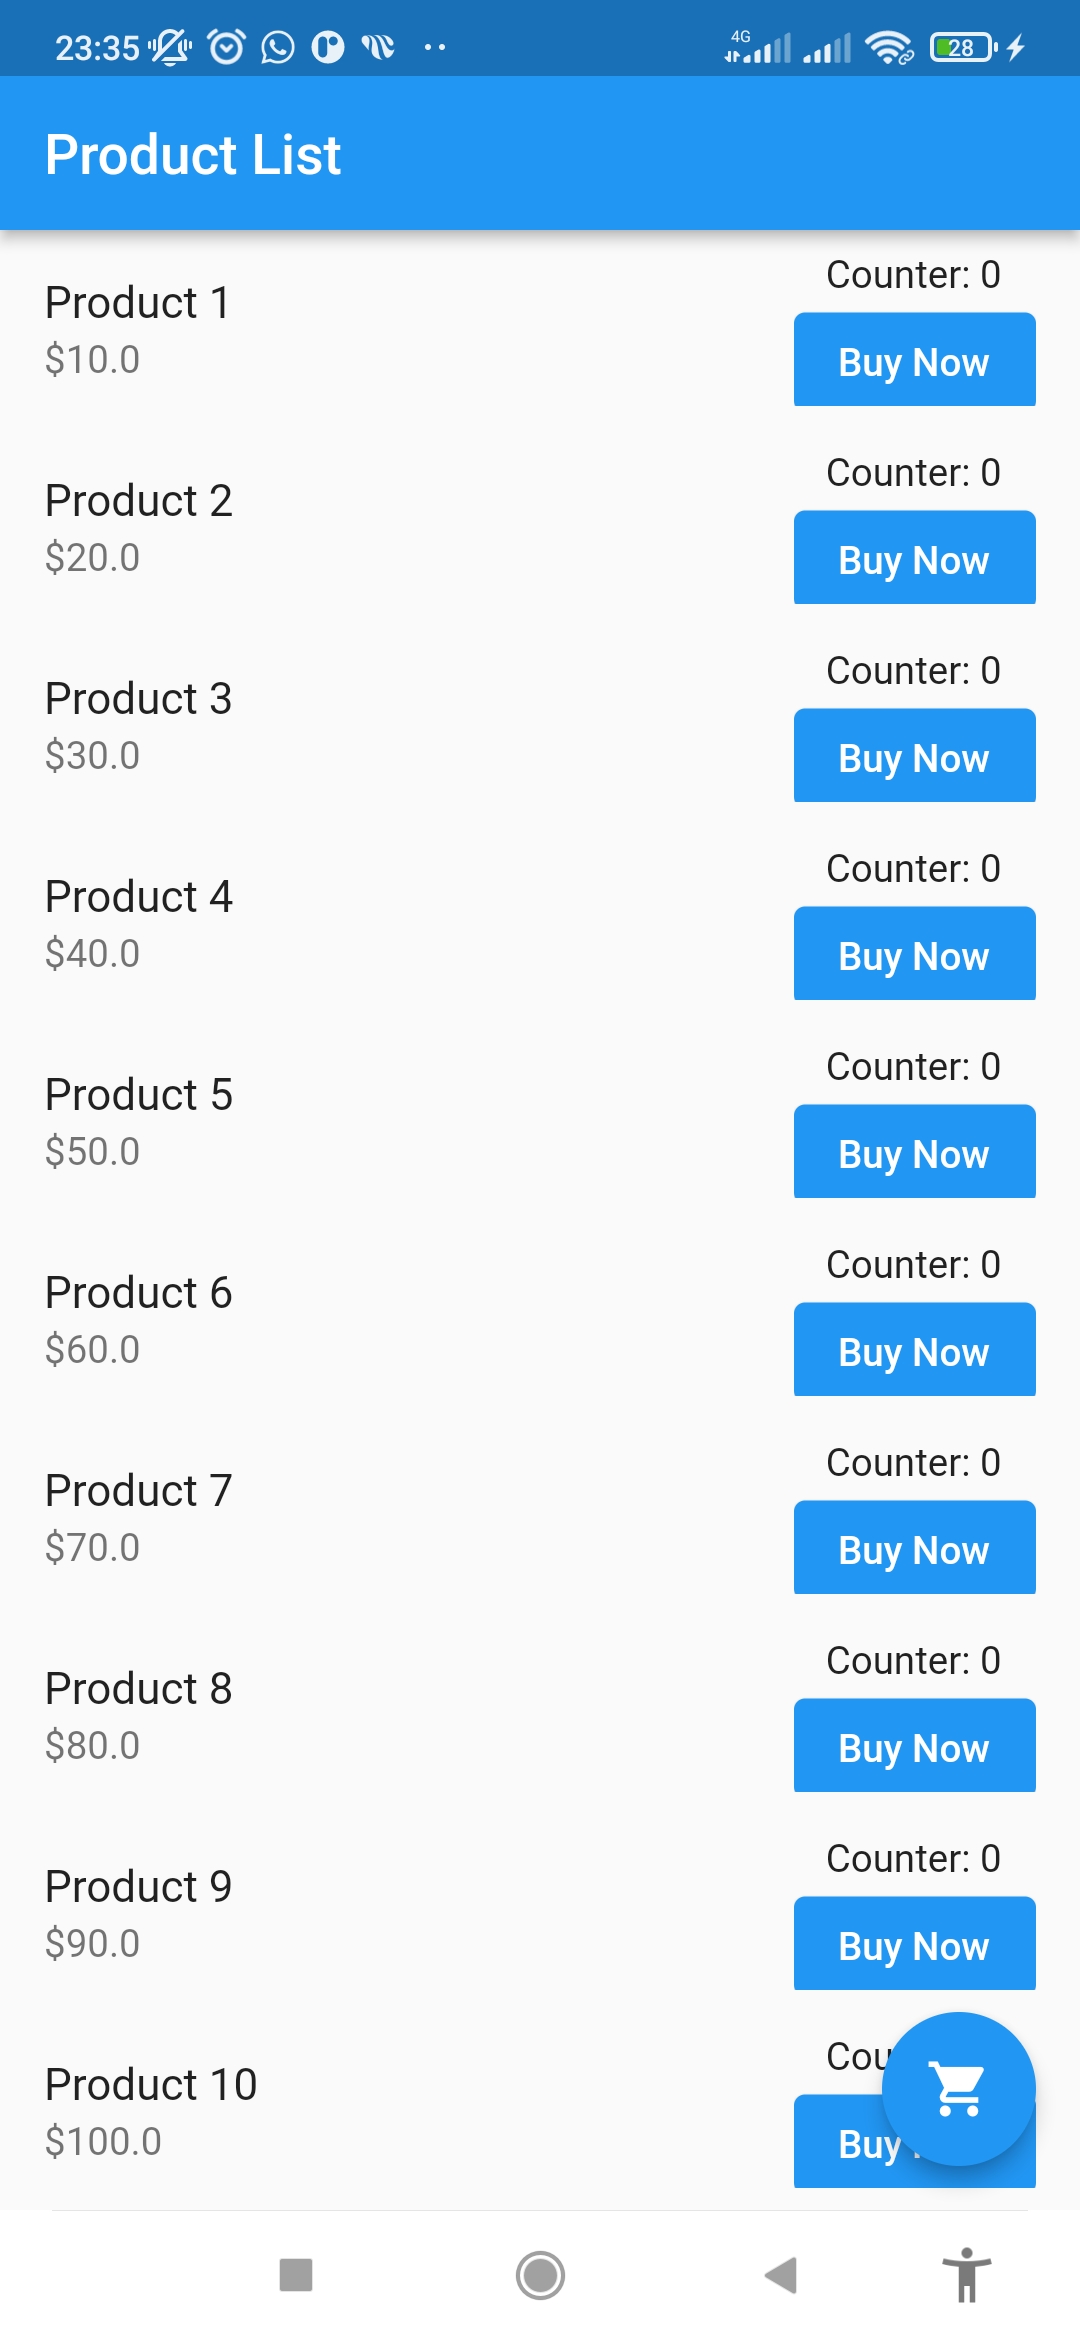 23:35
4G
28
Product List
Counter: 0
Product 1
$10.0
Buy Now
Counter: 0
Product 2
$20.0
Buy Now
Counter: 0
Product 3
$30.0
Buy Now
Counter: 0
Product 4
$40.0
Buy Now
Counter: 0
Product 5
$50.0
Buy Now
Counter: 0
Product 6
$60.0
Buy Now
Counter: 0
Product 7
$70.0
Buy Now
Counter: 0
Product 8
$80.0
Buy Now
Counter: 0
Product 9
$90.0
Buy Now
Product 10
$100.0
Buy